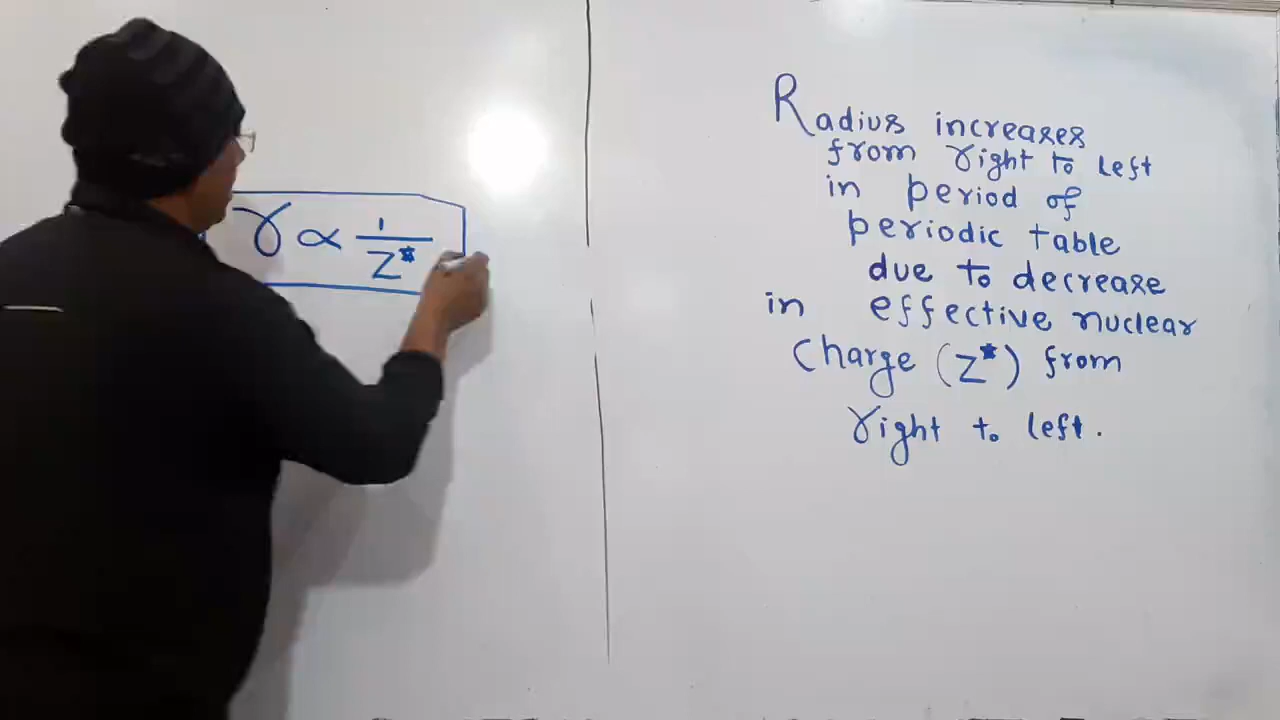 r ∝ 1/Z*
Radius increases
from right to left
in period of
periodic table
due to decrease
in effective nuclear
Charge (Z*) from
right to left.